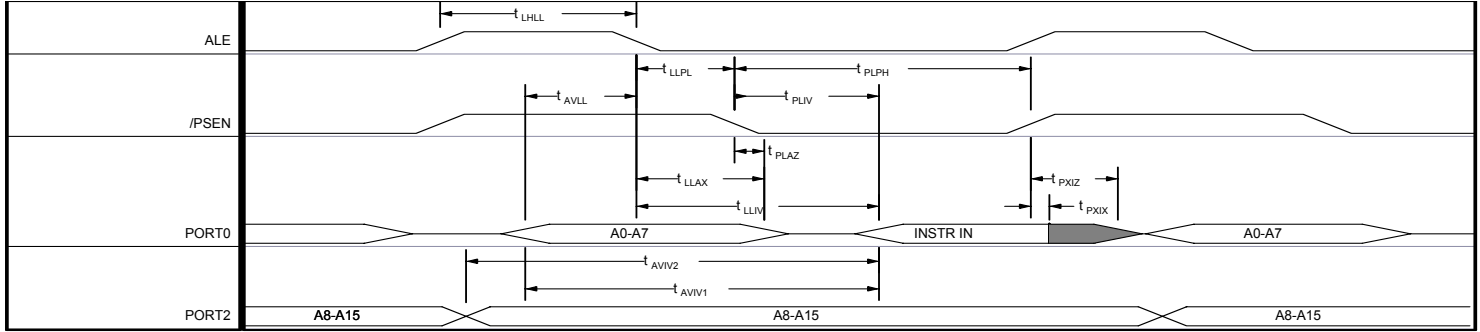 t LHLL
ALE
t LLPL
t PLPH
t AVLL
t PLIV
/PSEN
t PLAZ
t LLAX
t PXIZ
t LLIV
t PXIX
PORT0
A0-A7
INSTR IN
A0-A7
t AVIV2
t AVIV1
PORT2
A8-A15
A8-A15
A8-A15